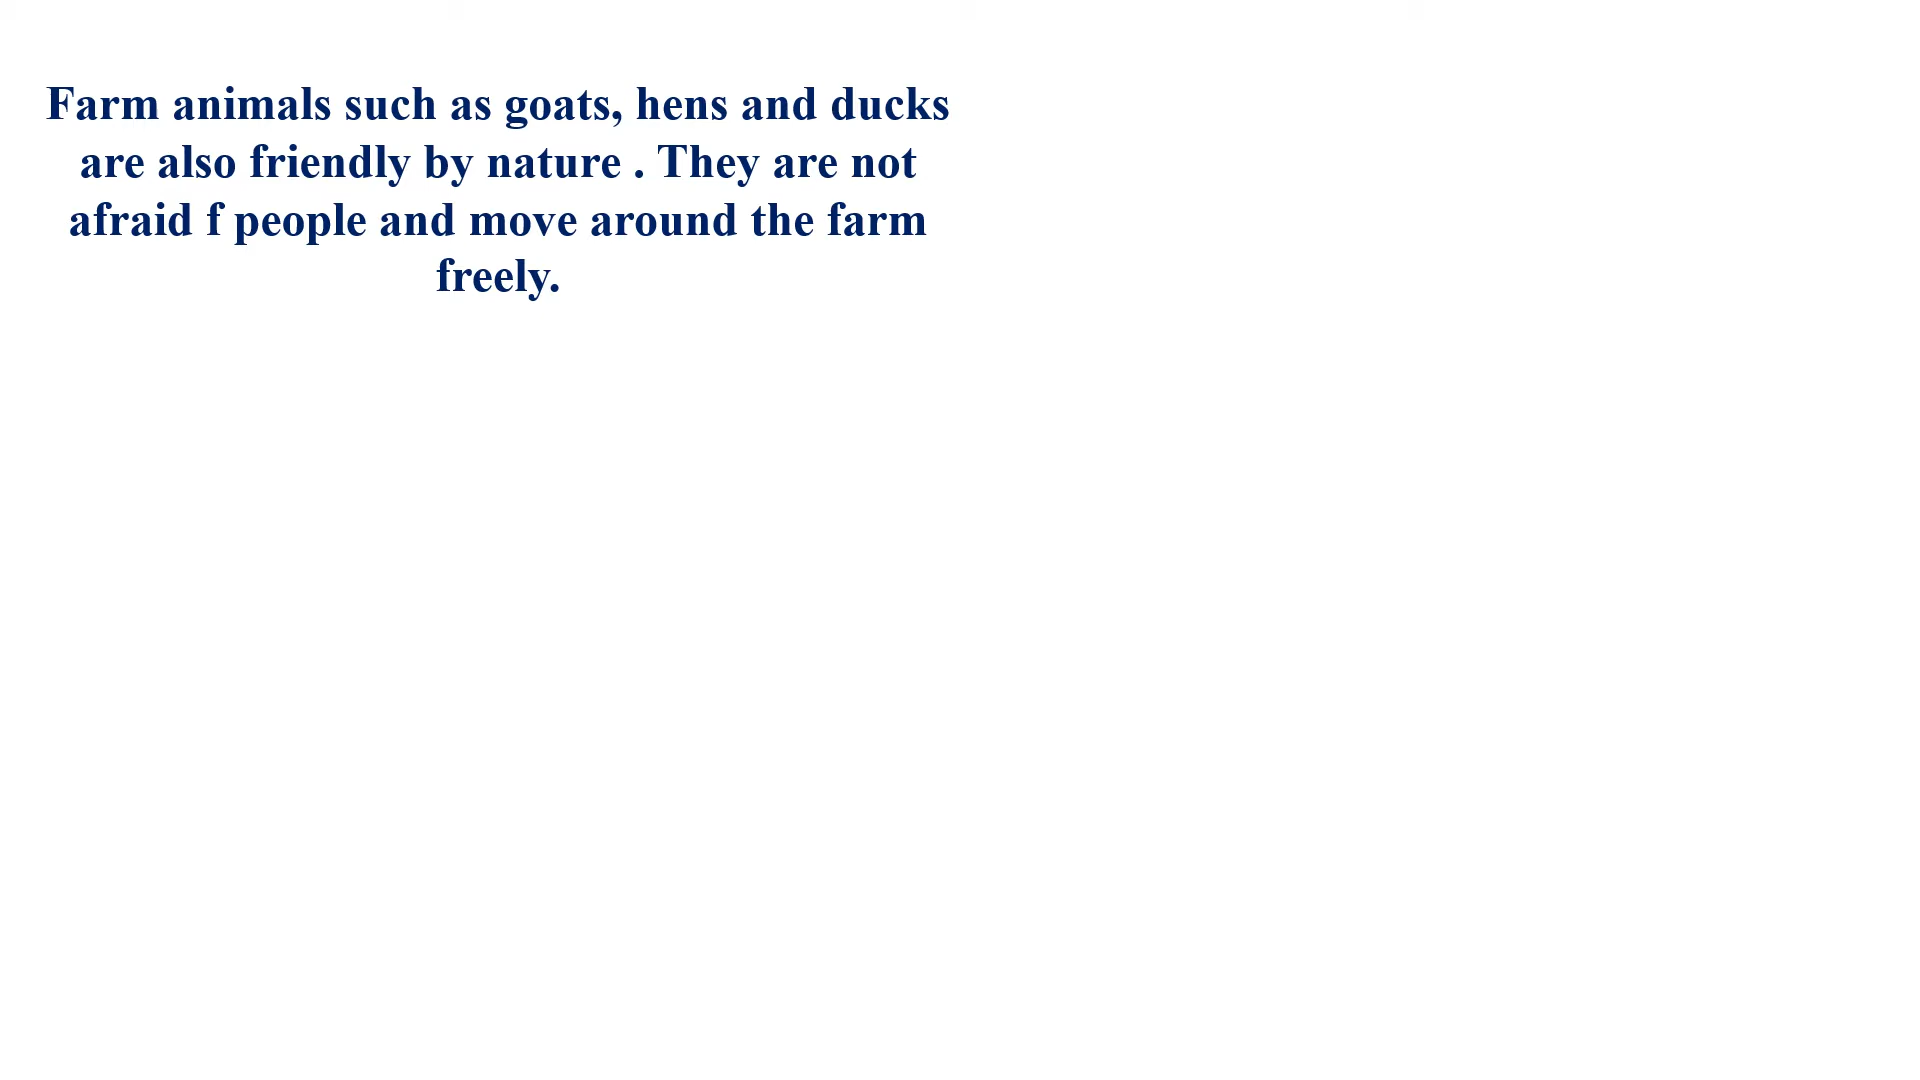 Farm animals such as goats, hens and ducks
are also friendly by nature . They are not
afraid f people and move around the farm
freely.